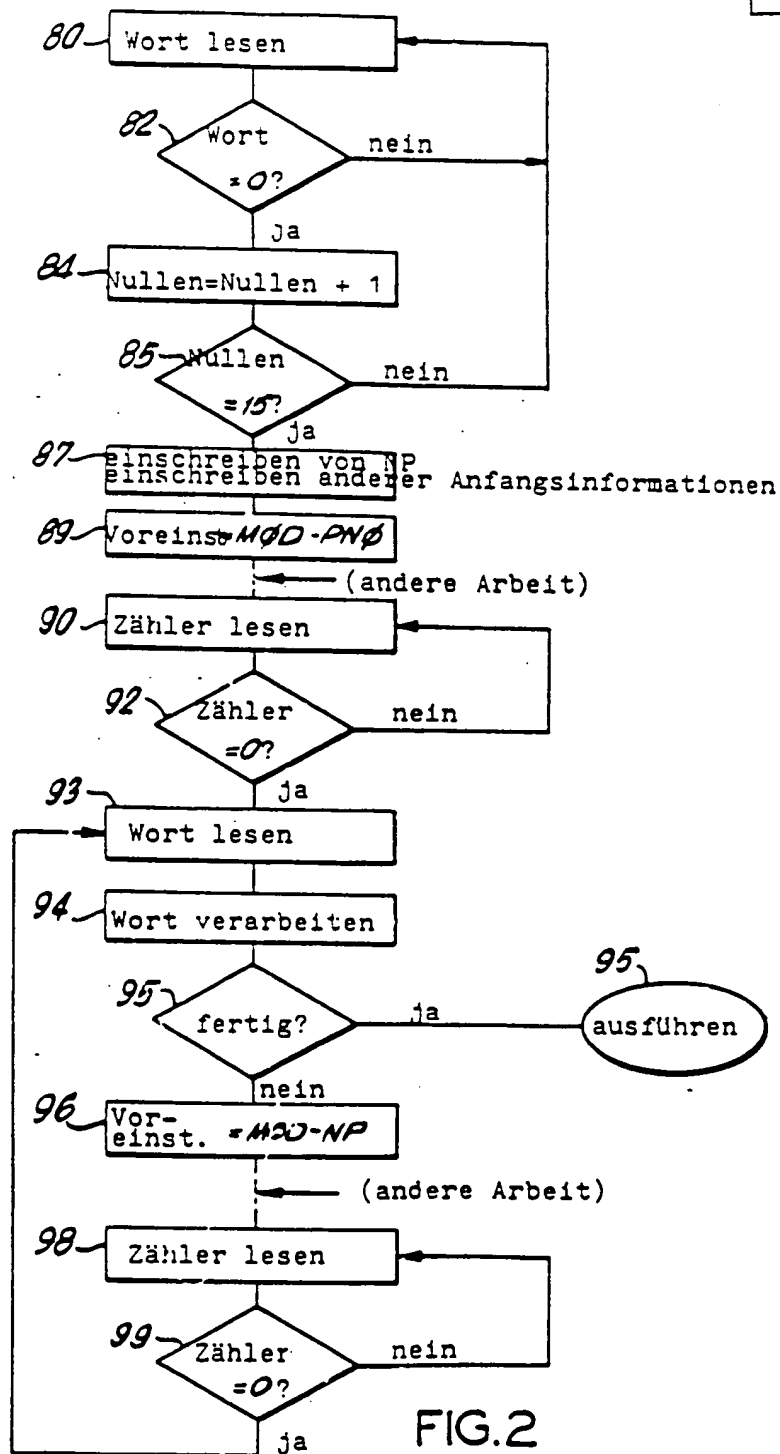 80 Wort lesen
82 Wort
=0?
nein
ja
84 Nullen=Nullen + 1
85 Nullen
=15?
nein
ja
87 einschreiben von NP
einschreiben anderer Anfangsinformationen
89 Voreinst=MØD-PNØ
(andere Arbeit)
90 Zähler lesen
92 Zähler
=0?
nein
ja
93
Wort lesen
94 Wort verarbeiten
95 fertig?
ja
95
ausführen
nein
96 Vor-
einst. = -NP
(andere Arbeit)
98 Zähler lesen
99 Zähler
=0?
nein
ja
FIG.2